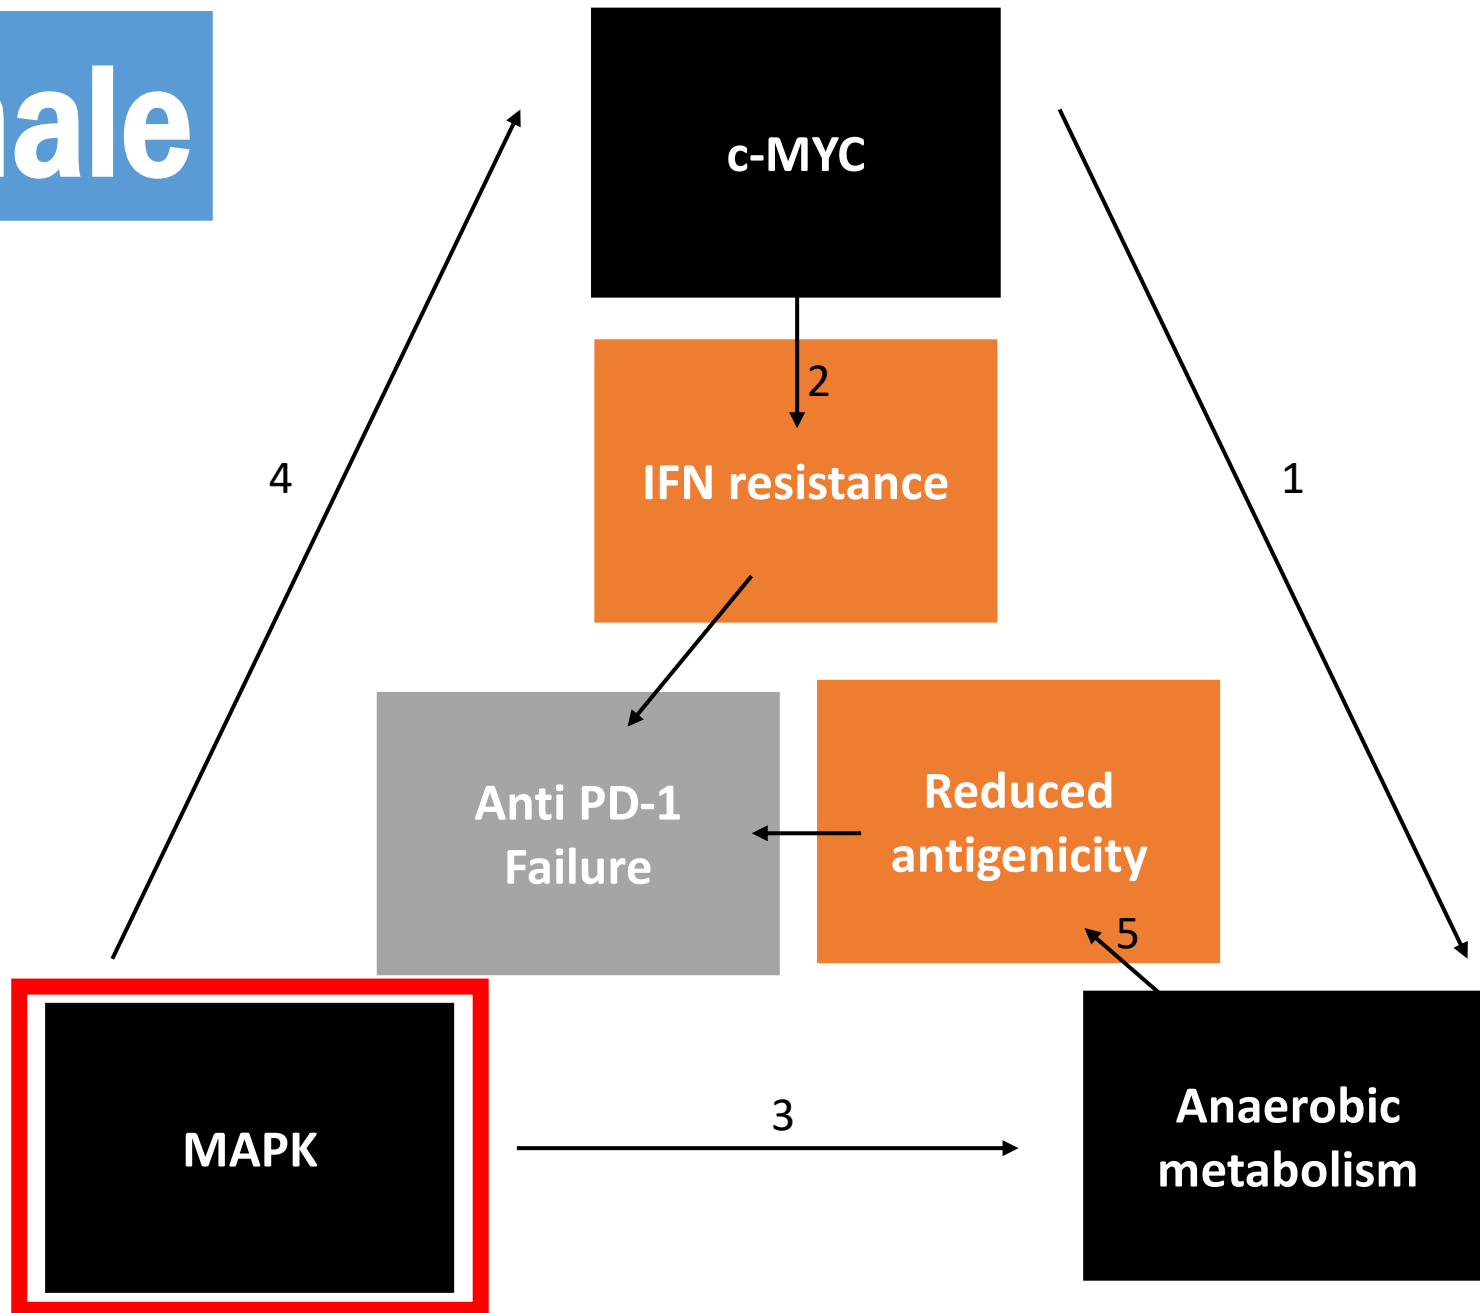 ale
c-MYC
2
IFN resistance
4
1
Anti PD-1
Failure
Reduced
antigenicity
5
MAPK
3
Anaerobic
metabolism